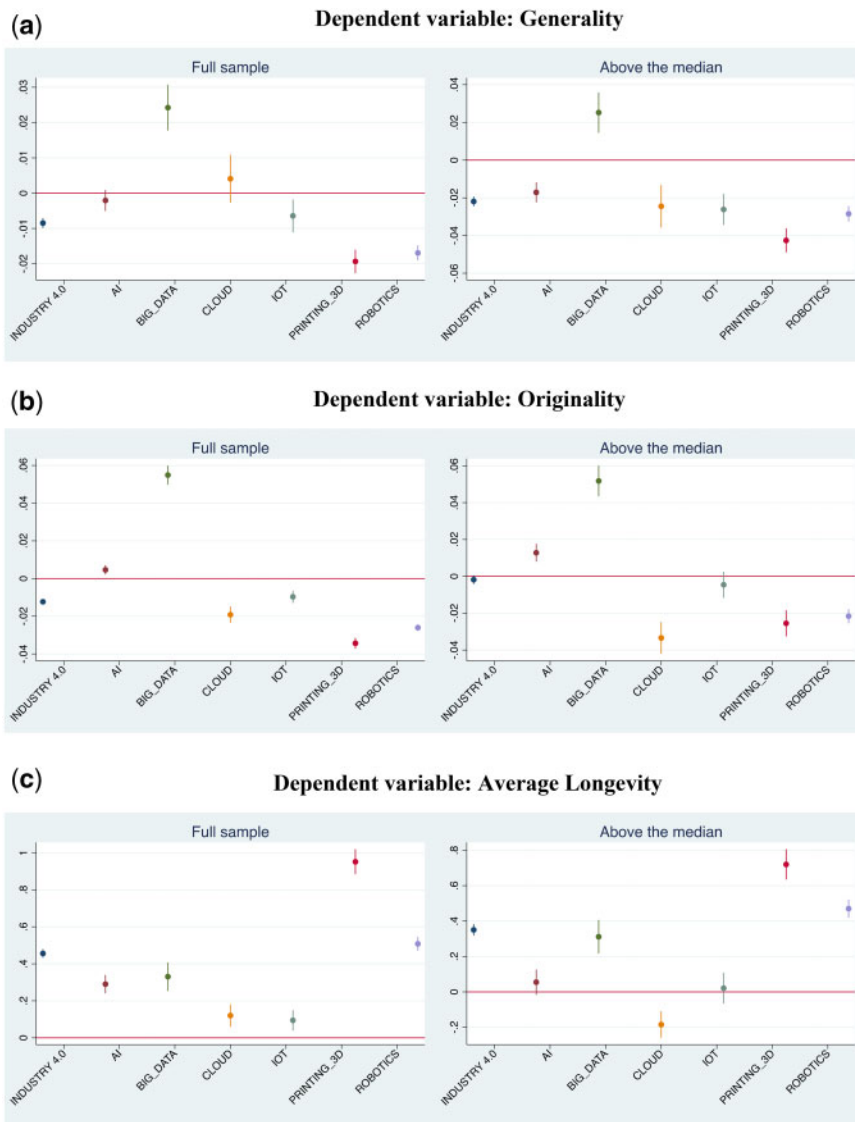 (a)
Dependent variable: Generality
Full sample
Above the median
.03
.02
.01
0
-.01
-.02
INDUSTRY 4.0
AI
BIG_DATA
CLOUD
IOT
PRINTING_3D
ROBOTICS
.04
.02
0
-.02
-.04
-.06
INDUSTRY 4.0
AI
BIG_DATA
CLOUD
IOT
PRINTING_3D
ROBOTICS
(b)
Dependent variable: Originality
Full sample
Above the median
.06
.04
.02
0
-.02
-.04
INDUSTRY 4.0
AI
BIG_DATA
CLOUD
IOT
PRINTING_3D
ROBOTICS
.06
.04
.02
0
-.02
-.04
INDUSTRY 4.0
AI
BIG_DATA
CLOUD
IOT
PRINTING_3D
ROBOTICS
(c)
Dependent variable: Average Longevity
Full sample
Above the median
1
.8
.6
.4
.2
0
INDUSTRY 4.0
AI
BIG_DATA
CLOUD
IOT
PRINTING_3D
ROBOTICS
.8
.6
.4
.2
0
-.2
INDUSTRY 4.0
AI
BIG_DATA
CLOUD
IOT
PRINTING_3D
ROBOTICS